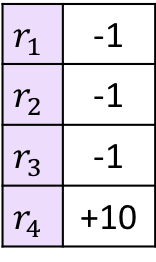 r₁ -1
r₂ -1
r₃ -1
r₄ +10